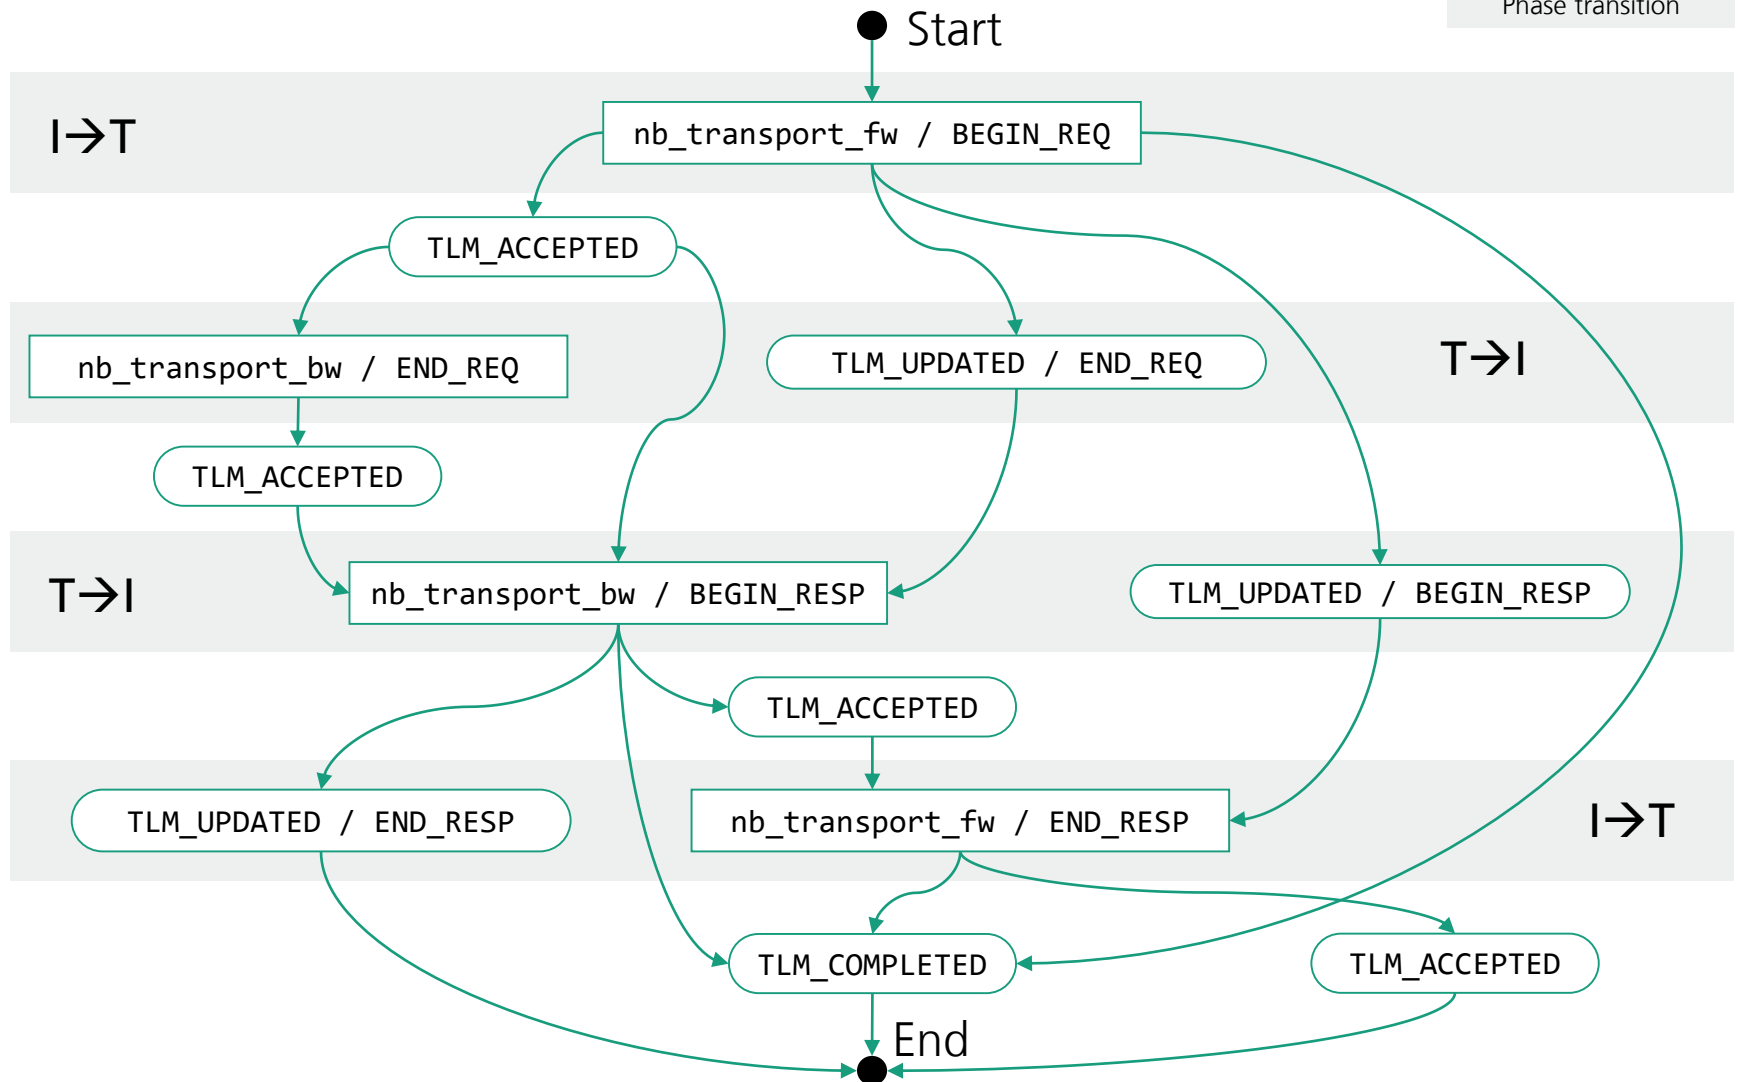 Phase transition
Start
I→T
nb_transport_fw / BEGIN_REQ
TLM_ACCEPTED
nb_transport_bw / END_REQ
TLM_UPDATED / END_REQ
T→I
TLM_ACCEPTED
T→I
nb_transport_bw / BEGIN_RESP
TLM_UPDATED / BEGIN_RESP
TLM_ACCEPTED
TLM_UPDATED / END_RESP
nb_transport_fw / END_RESP
I→T
TLM_COMPLETED
TLM_ACCEPTED
End